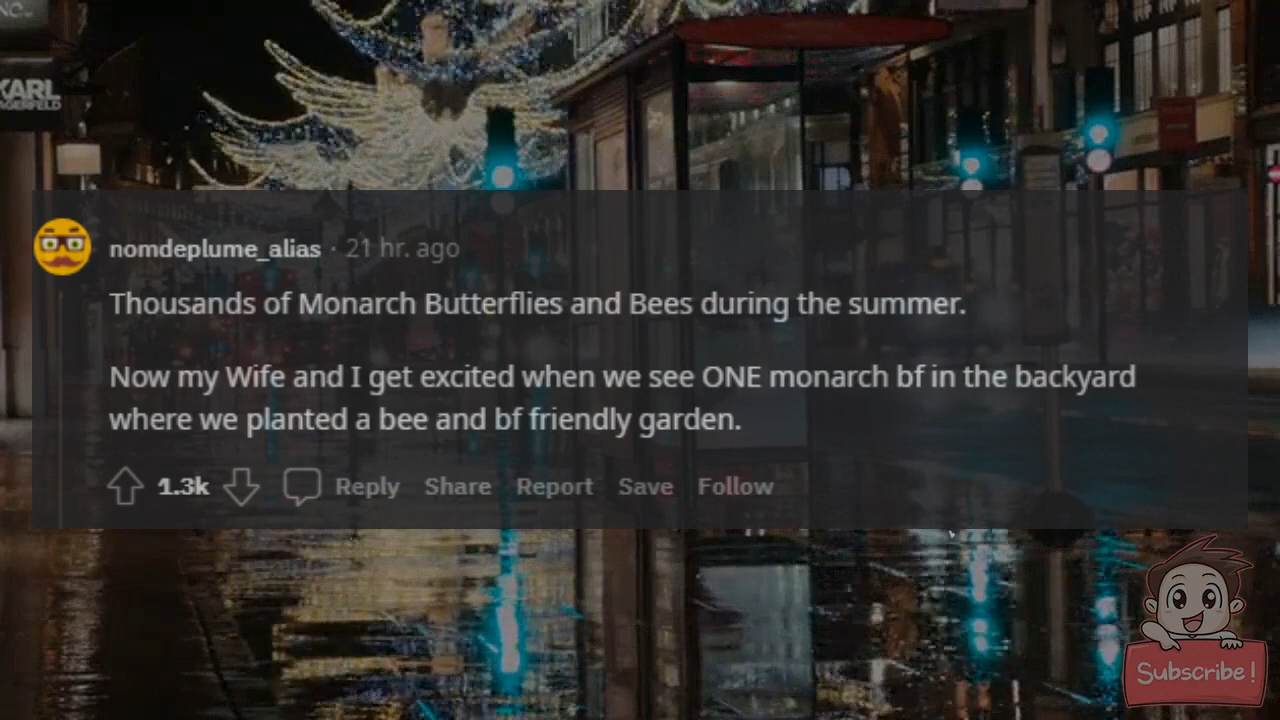 KARL
nomdeplume_alias · 21 hr. ago
Thousands of Monarch Butterflies and Bees during the summer.
Now my Wife and I get excited when we see ONE monarch bf in the backyard
where we planted a bee and bf friendly garden.
1.3k Reply Share Report Save Follow
Subscribe!